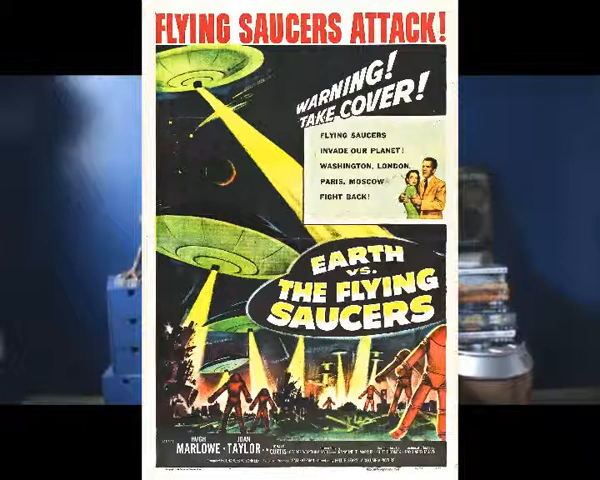 FLYING SAUCERS ATTACK!
WARNING!
TAKE COVER!
FLYING SAUCERS
INVADE OUR PLANET!
WASHINGTON, LONDON,
PARIS, MOSCOW
FIGHT BACK!
EARTH
VS.
THE FLYING
SAUCERS
HUGH MARLOWE • JOAN TAYLOR
CURTIS